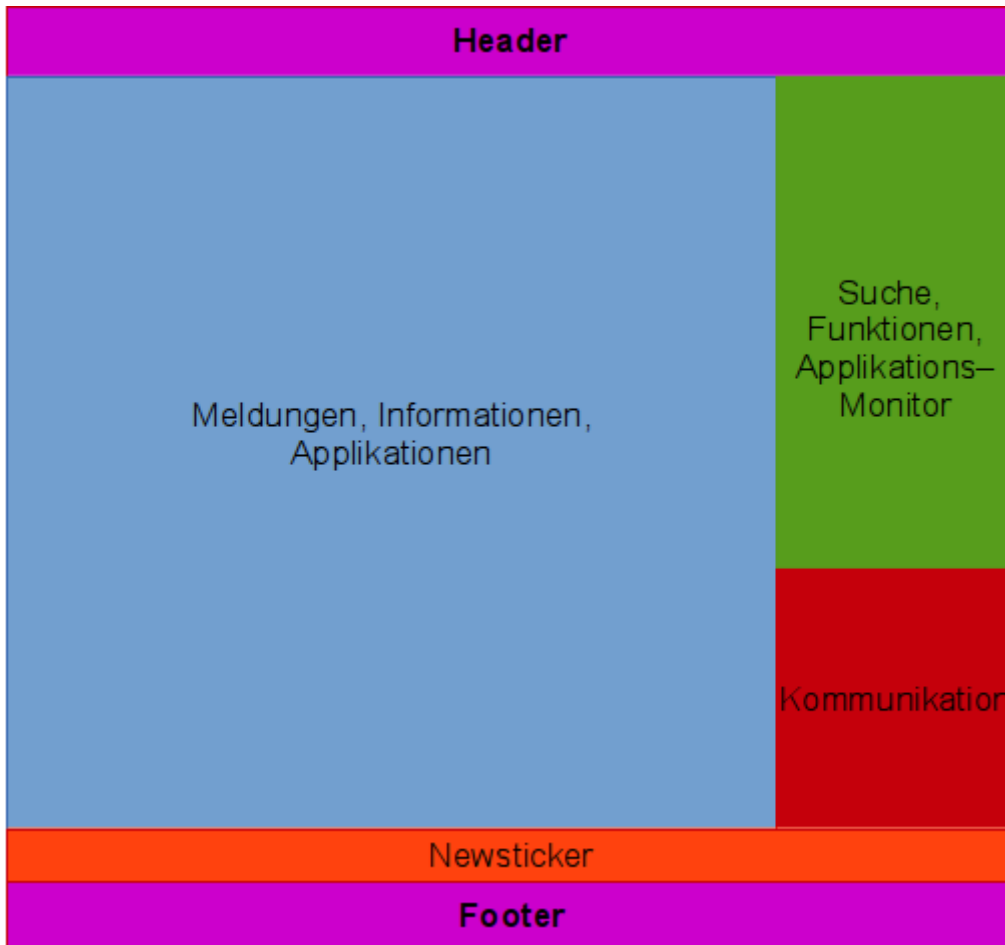 Header
Meldungen, Informationen,
Applikationen
Suche,
Funktionen,
Applikations–
Monitor
Kommunikation
Newsticker
Footer